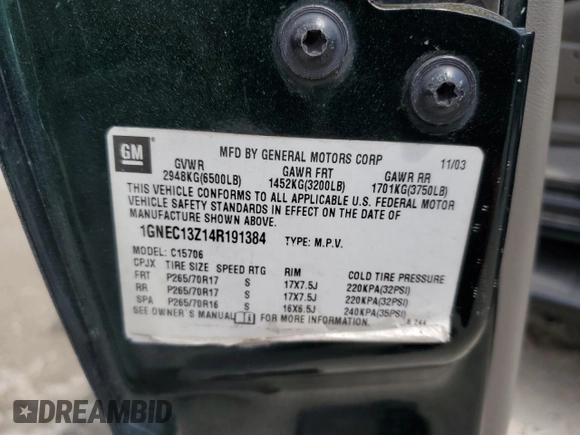 GM
MFD BY GENERAL MOTORS CORP 11/03
GVWR GAWR FRT GAWR RR
2948KG(6500LB) 1452KG(3200LB) 1701KG(3750LB)
THIS VEHICLE CONFORMS TO ALL APPLICABLE U.S. FEDERAL MOTOR
VEHICLE SAFETY STANDARDS IN EFFECT ON THE DATE OF
MANUFACTURE SHOWN ABOVE.
1GNEC13Z14R191384 TYPE: M.P.V.
MODEL: C15706
CPJX TIRE SIZE SPEED RTG RIM COLD TIRE PRESSURE
FRT P265/70R17 S 17X7.5J 220KPA(32PSI)
RR P265/70R17 S 17X7.5J 220KPA(32PSI)
SPA P265/70R16 S 16X6.5J 240KPA(35PSI)
SEE OWNER'S MANUAL FOR MORE INFORMATION.
DREAMBID